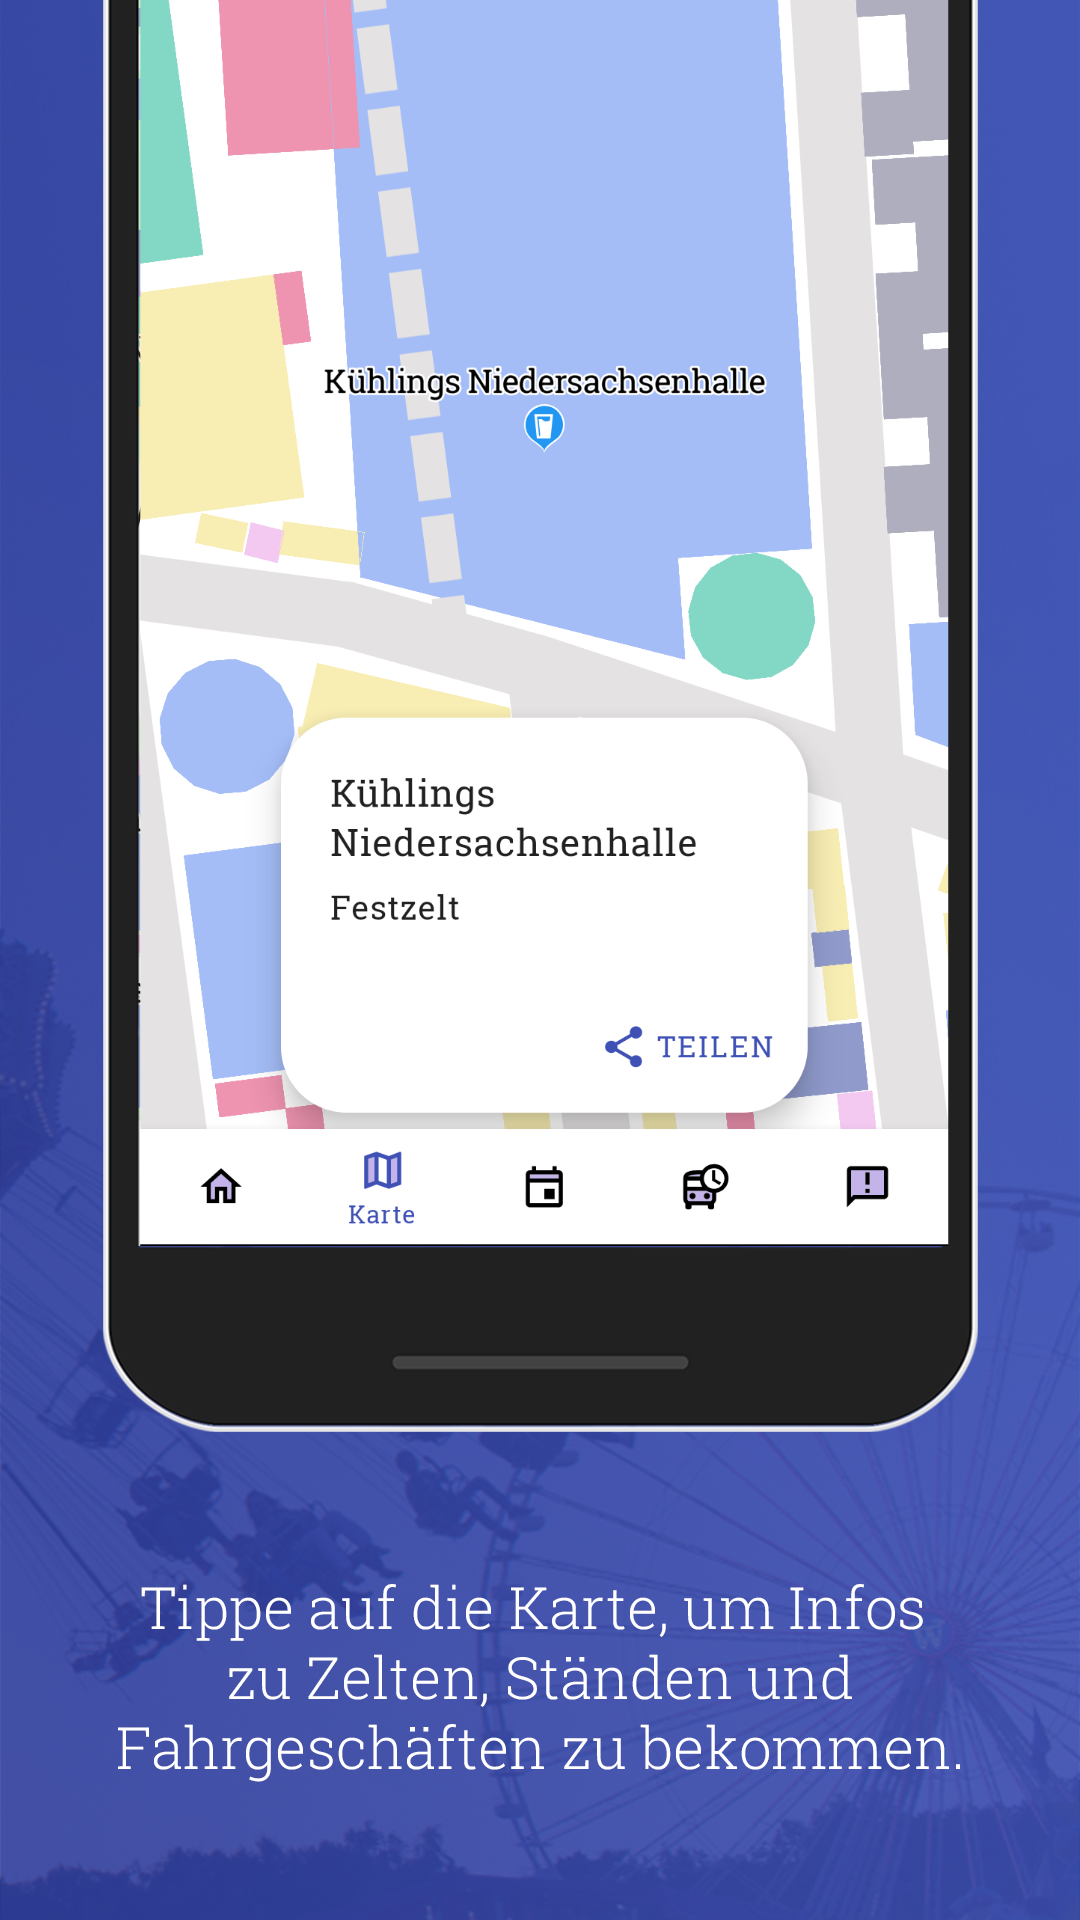 Kühlings Niedersachsenhalle
Kühlings
Niedersachsenhalle
Festzelt
TEILEN
Karte
Tippe auf die Karte, um Infos
zu Zelten, Ständen und
Fahrgeschäften zu bekommen.